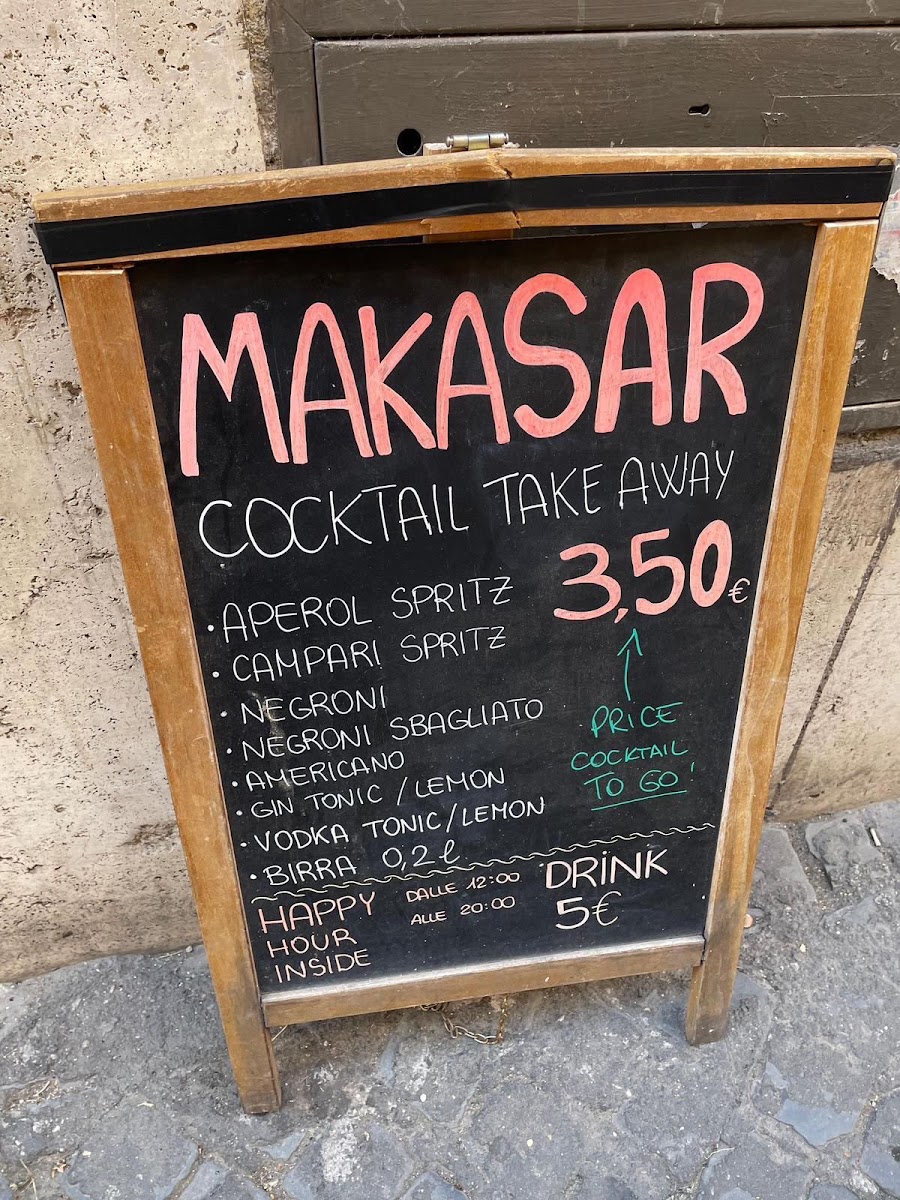 MAKASAR
COCKTAIL TAKE AWAY
3,50€
• APEROL SPRITZ
• CAMPARI SPRITZ
• NEGRONI
• NEGRONI SBAGLIATO
• AMERICANO
• GIN TONIC / LEMON
• VODKA TONIC/LEMON
• BIRRA 0,2 l
↑
PRICE
COCKTAIL
TO GO!
HAPPY
HOUR
INSIDE
DALLE 12:00
ALLE 20:00
• DRINK
5€